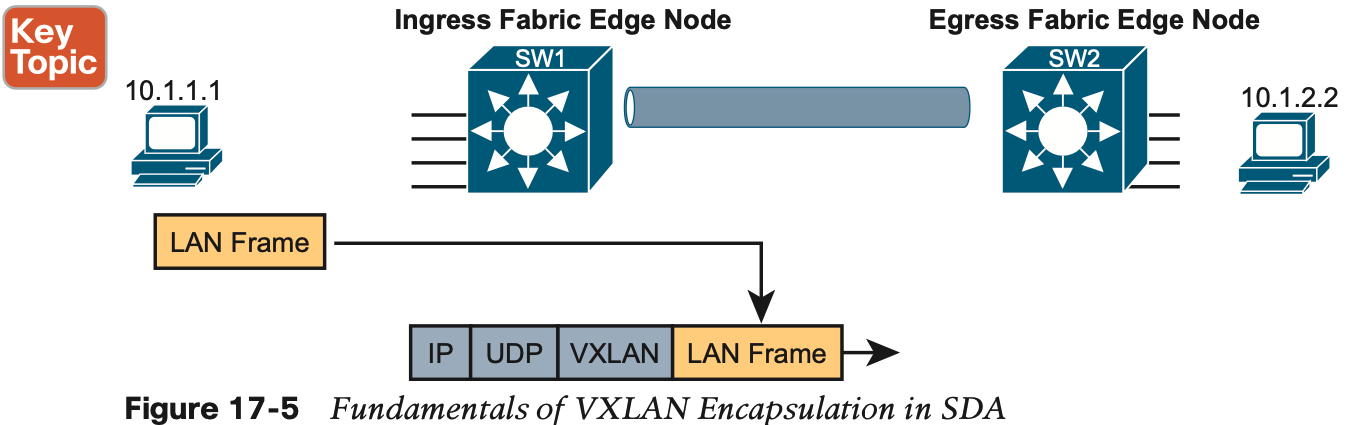 Key
Topic
Ingress Fabric Edge Node
Egress Fabric Edge Node
SW1
SW2
10.1.1.1
10.1.2.2
LAN Frame
IP UDP VXLAN LAN Frame
Figure 17-5 Fundamentals of VXLAN Encapsulation in SDA